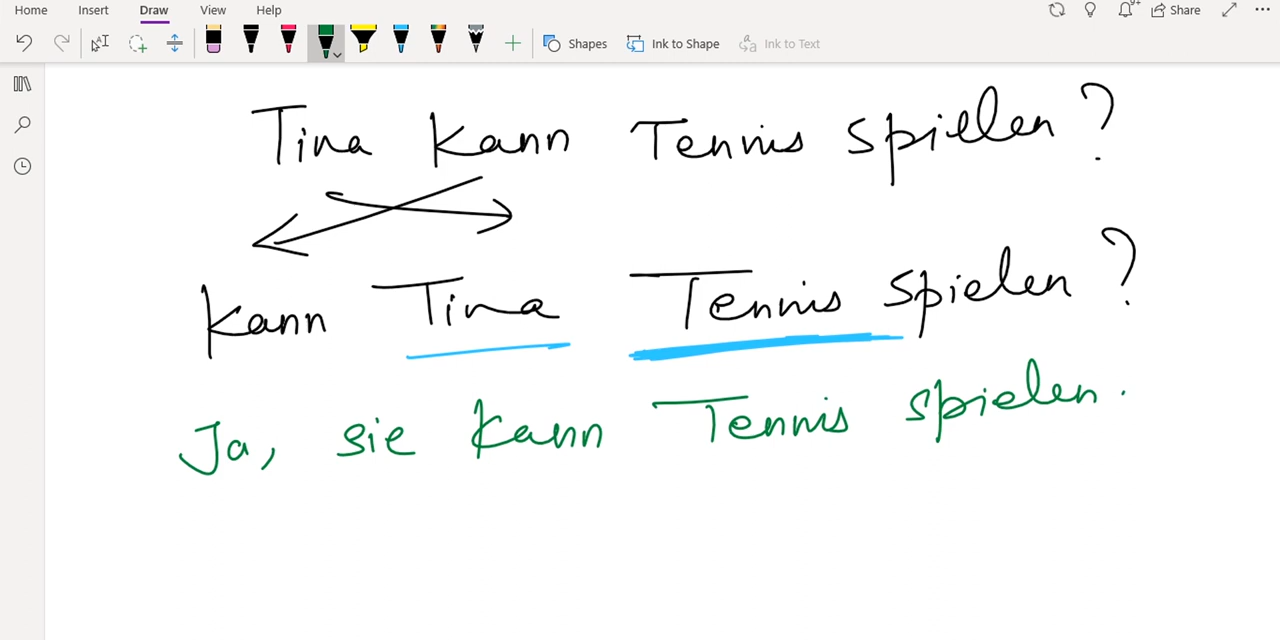 Home Insert Draw View Help Share
Shapes Ink to Shape Ink to Text
Tina kann Tennis spielen?
kann Tina Tennis spielen?
Ja, sie kann Tennis spielen.